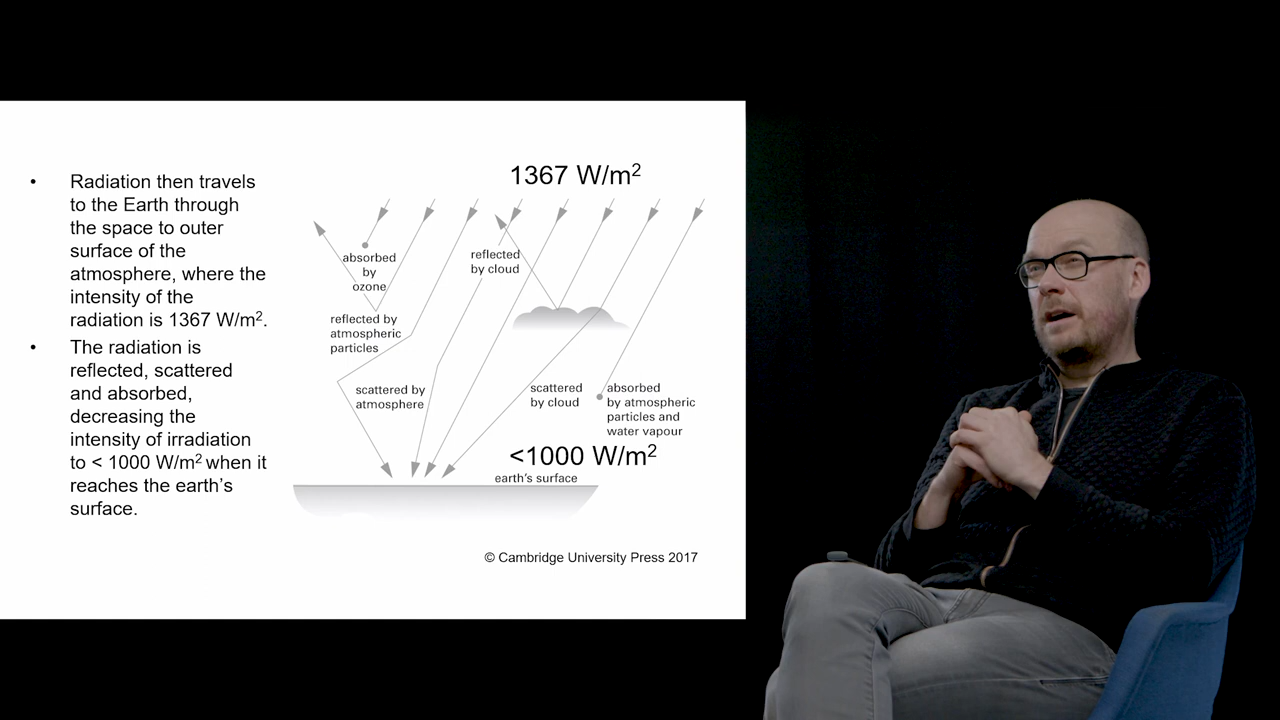 • Radiation then travels
to the Earth through
the space to outer
surface of the
atmosphere, where the
intensity of the
radiation is 1367 W/m².
• The radiation is
reflected, scattered
and absorbed,
decreasing the
intensity of irradiation
to < 1000 W/m² when it
reaches the earth's
surface.
1367 W/m²
absorbed
by
ozone
reflected
by cloud
reflected by
atmospheric
particles
scattered by
atmosphere
scattered
by cloud
absorbed
by atmospheric
particles and
water vapour
<1000 W/m²
earth's surface
© Cambridge University Press 2017